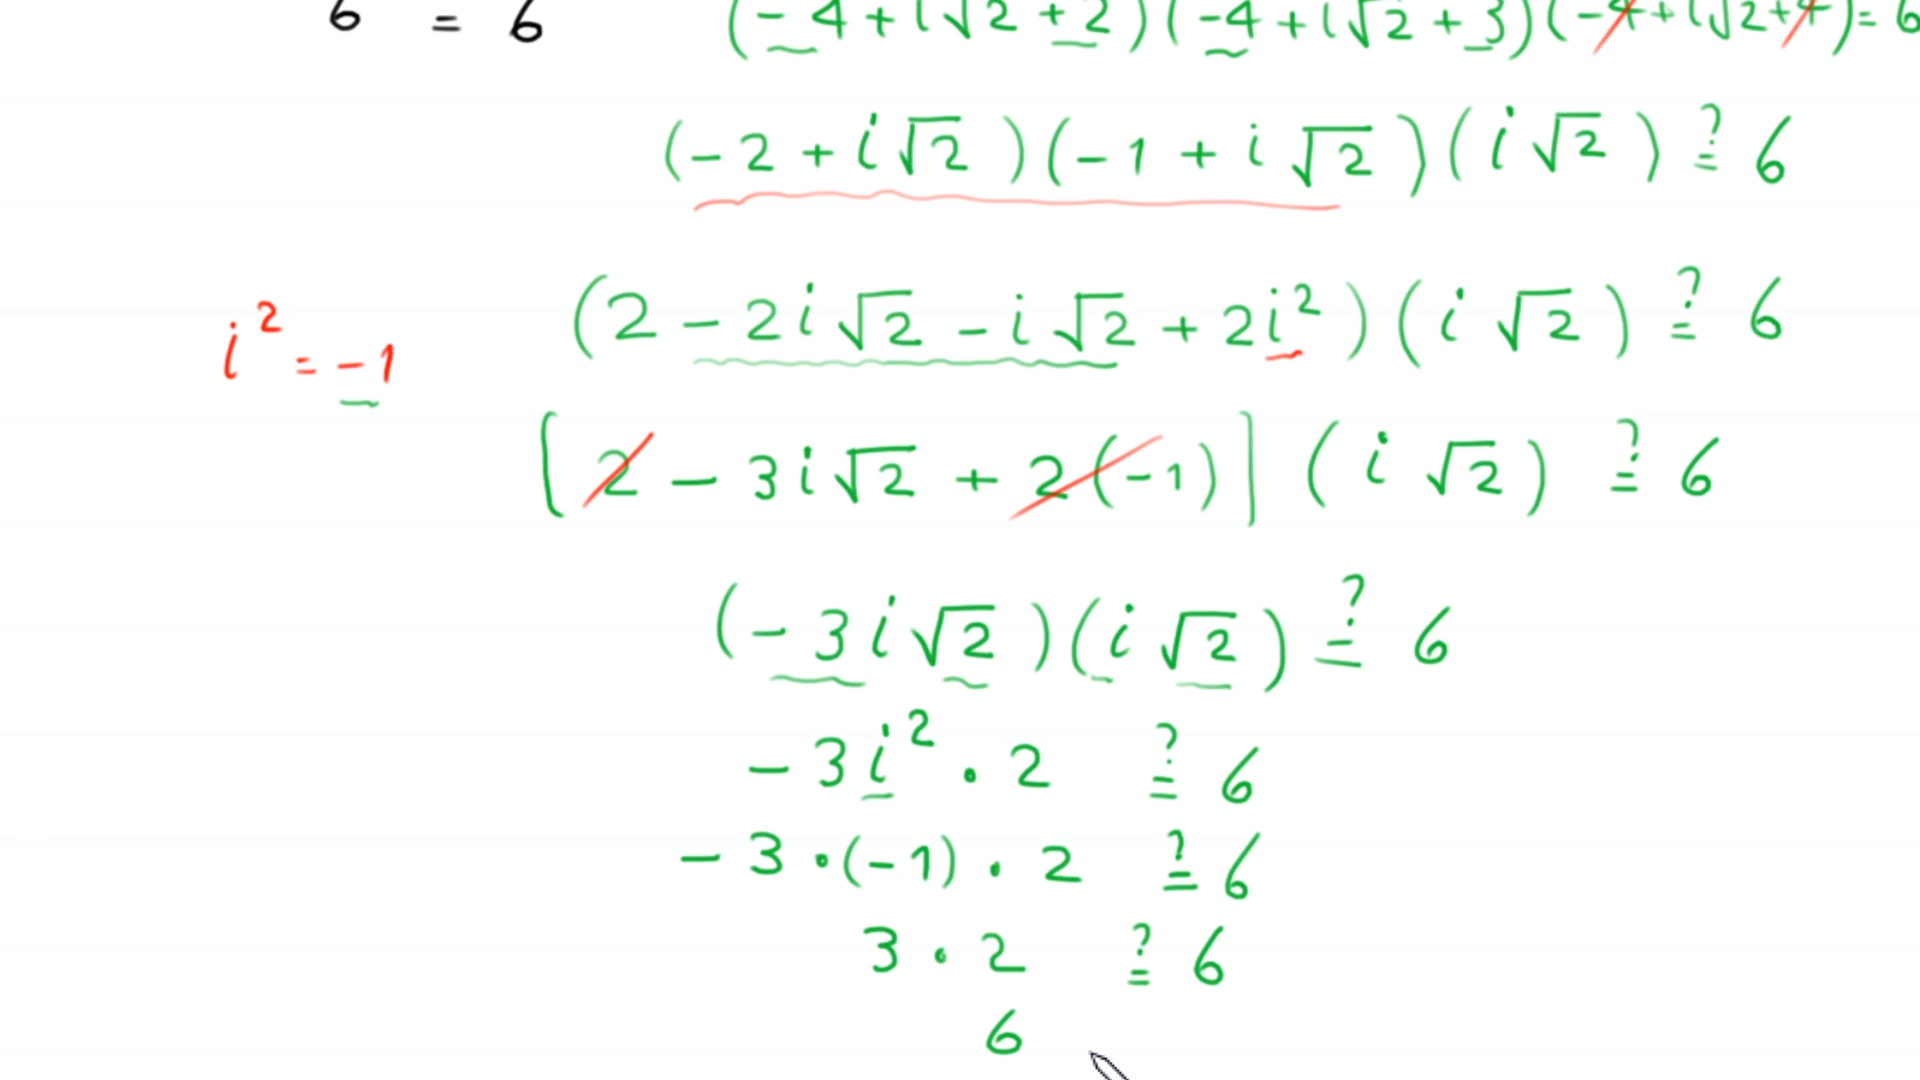 6 = 6
(-4+i√2+2)(-4+i√2+3)(-4+i√2+4)=6
(-2+i√2)(-1+i√2)(i√2) ≟ 6
i² = -1
(2-2i√2-i√2+2i²)(i√2) ≟ 6
[2-3i√2+2(-1)](i√2) ≟ 6
(-3i√2)(i√2) ≟ 6
-3i²·2 ≟ 6
-3·(-1)·2 ≟ 6
3·2 ≟ 6
6